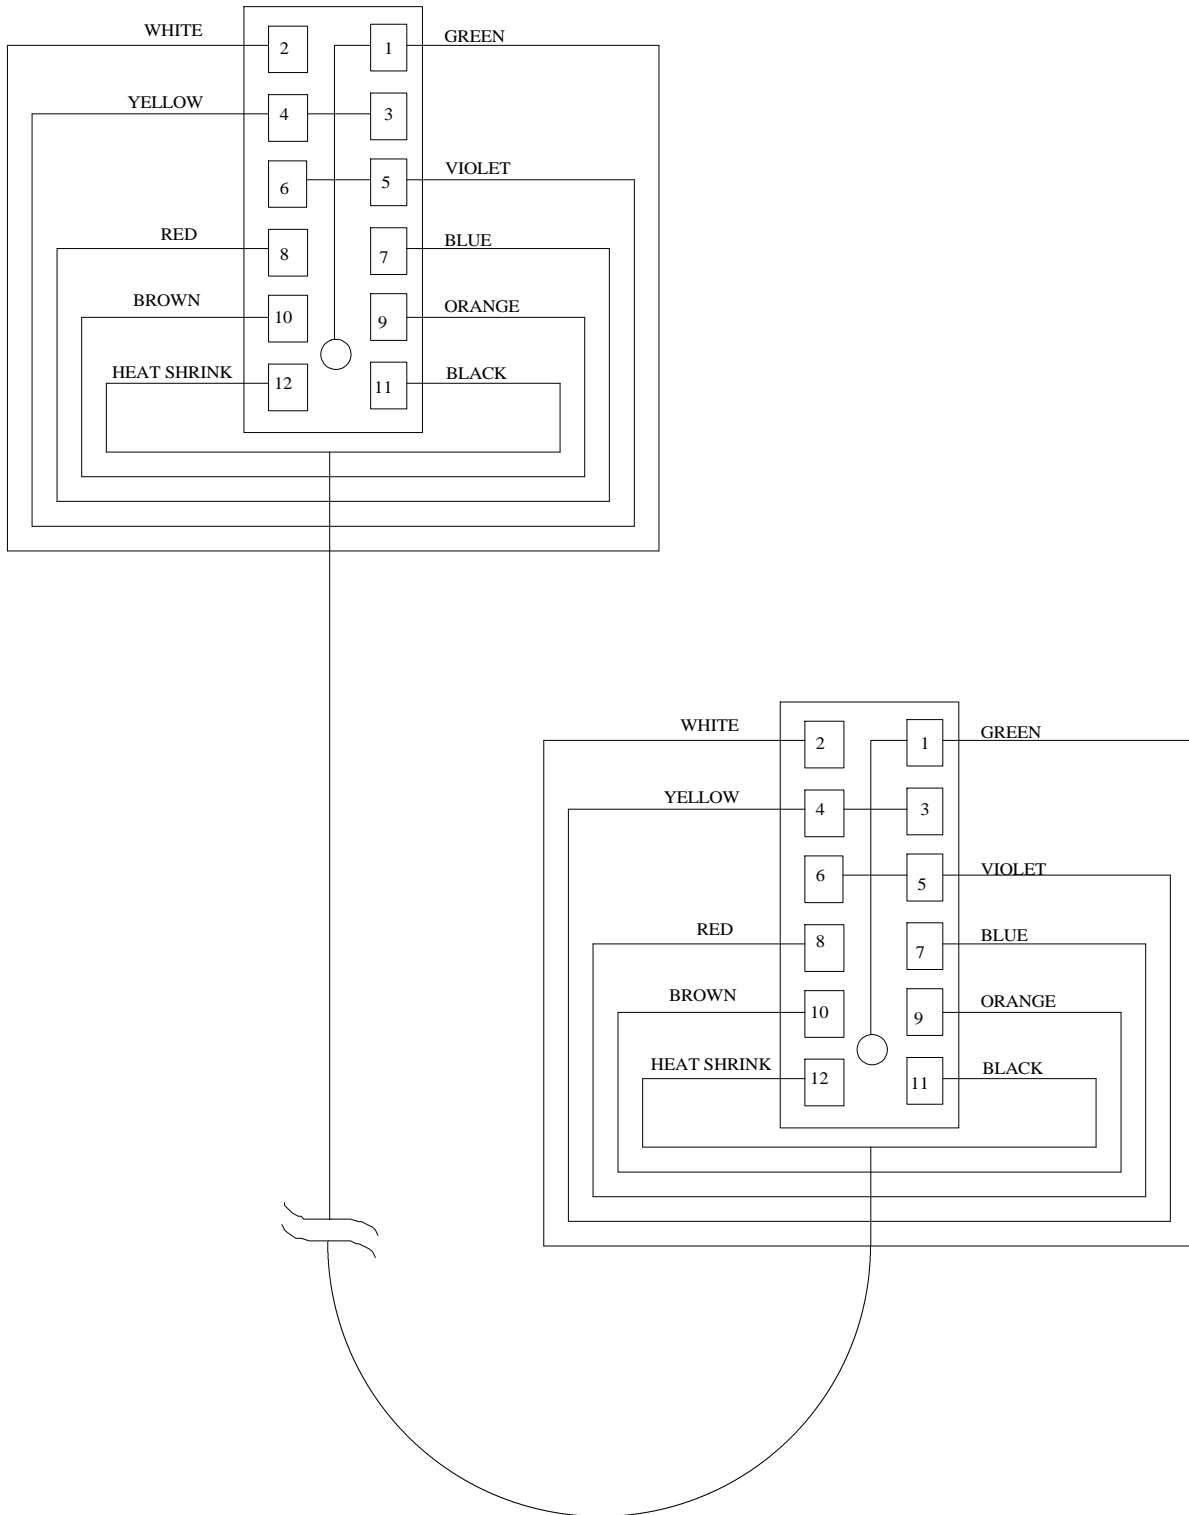 WHITE 2 1 GREEN
YELLOW 4 3
6 5 VIOLET
RED 8 7 BLUE
BROWN 10 9 ORANGE
HEAT SHRINK 12 11 BLACK
WHITE 2 1 GREEN
YELLOW 4 3
6 5 VIOLET
RED 8 7 BLUE
BROWN 10 9 ORANGE
HEAT SHRINK 12 11 BLACK